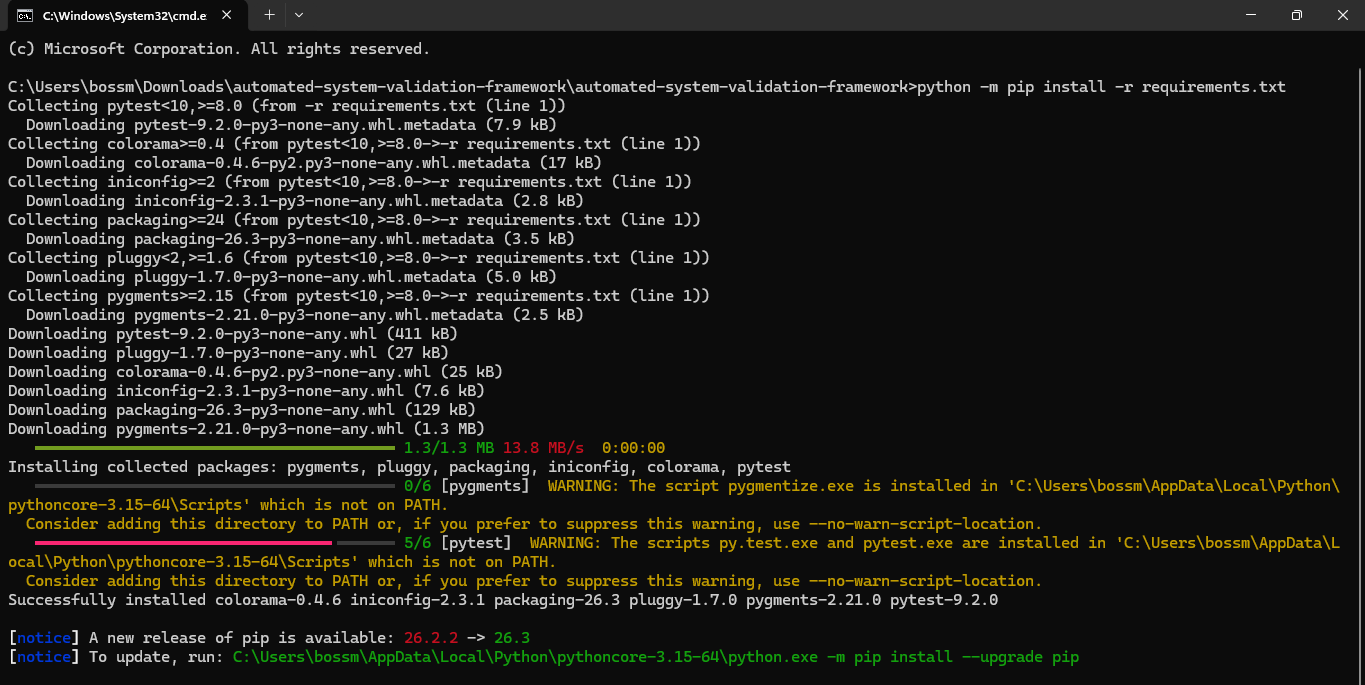 C:\Windows\System32\cmd.e
(c) Microsoft Corporation. All rights reserved.
C:\Users\bossm\Downloads\automated-system-validation-framework\automated-system-validation-framework>python -m pip install -r requirements.txt
Collecting pytest<10,>=8.0 (from -r requirements.txt (line 1))
  Downloading pytest-9.2.0-py3-none-any.whl.metadata (7.9 kB)
Collecting colorama>=0.4 (from pytest<10,>=8.0->-r requirements.txt (line 1))
  Downloading colorama-0.4.6-py2.py3-none-any.whl.metadata (17 kB)
Collecting iniconfig>=2 (from pytest<10,>=8.0->-r requirements.txt (line 1))
  Downloading iniconfig-2.3.1-py3-none-any.whl.metadata (2.8 kB)
Collecting packaging>=24 (from pytest<10,>=8.0->-r requirements.txt (line 1))
  Downloading packaging-26.3-py3-none-any.whl.metadata (3.5 kB)
Collecting pluggy<2,>=1.6 (from pytest<10,>=8.0->-r requirements.txt (line 1))
  Downloading pluggy-1.7.0-py3-none-any.whl.metadata (5.0 kB)
Collecting pygments>=2.15 (from pytest<10,>=8.0->-r requirements.txt (line 1))
  Downloading pygments-2.21.0-py3-none-any.whl.metadata (2.5 kB)
Downloading pytest-9.2.0-py3-none-any.whl (411 kB)
Downloading pluggy-1.7.0-py3-none-any.whl (27 kB)
Downloading colorama-0.4.6-py2.py3-none-any.whl (25 kB)
Downloading iniconfig-2.3.1-py3-none-any.whl (7.6 kB)
Downloading packaging-26.3-py3-none-any.whl (129 kB)
Downloading pygments-2.21.0-py3-none-any.whl (1.3 MB)
1.3/1.3 MB 13.8 MB/s  0:00:00
Installing collected packages: pygments, pluggy, packaging, iniconfig, colorama, pytest
0/6 [pygments]  WARNING: The script pygmentize.exe is installed in 'C:\Users\bossm\AppData\Local\Python\
pythoncore-3.15-64\Scripts' which is not on PATH.
  Consider adding this directory to PATH or, if you prefer to suppress this warning, use --no-warn-script-location.
5/6 [pytest]  WARNING: The scripts py.test.exe and pytest.exe are installed in 'C:\Users\bossm\AppData\L
ocal\Python\pythoncore-3.15-64\Scripts' which is not on PATH.
  Consider adding this directory to PATH or, if you prefer to suppress this warning, use --no-warn-script-location.
Successfully installed colorama-0.4.6 iniconfig-2.3.1 packaging-26.3 pluggy-1.7.0 pygments-2.21.0 pytest-9.2.0
[notice] A new release of pip is available: 26.2.2 -> 26.3
[notice] To update, run: C:\Users\bossm\AppData\Local\Python\pythoncore-3.15-64\python.exe -m pip install --upgrade pip